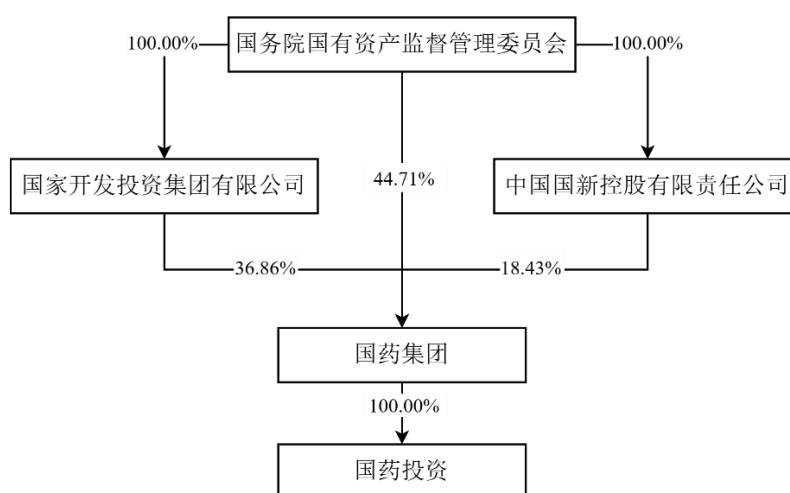 国务院国有资产监督管理委员会
100.00%
100.00%
国家开发投资集团有限公司
44.71%
中国国新控股有限责任公司
36.86%
18.43%
国药集团
100.00%
国药投资